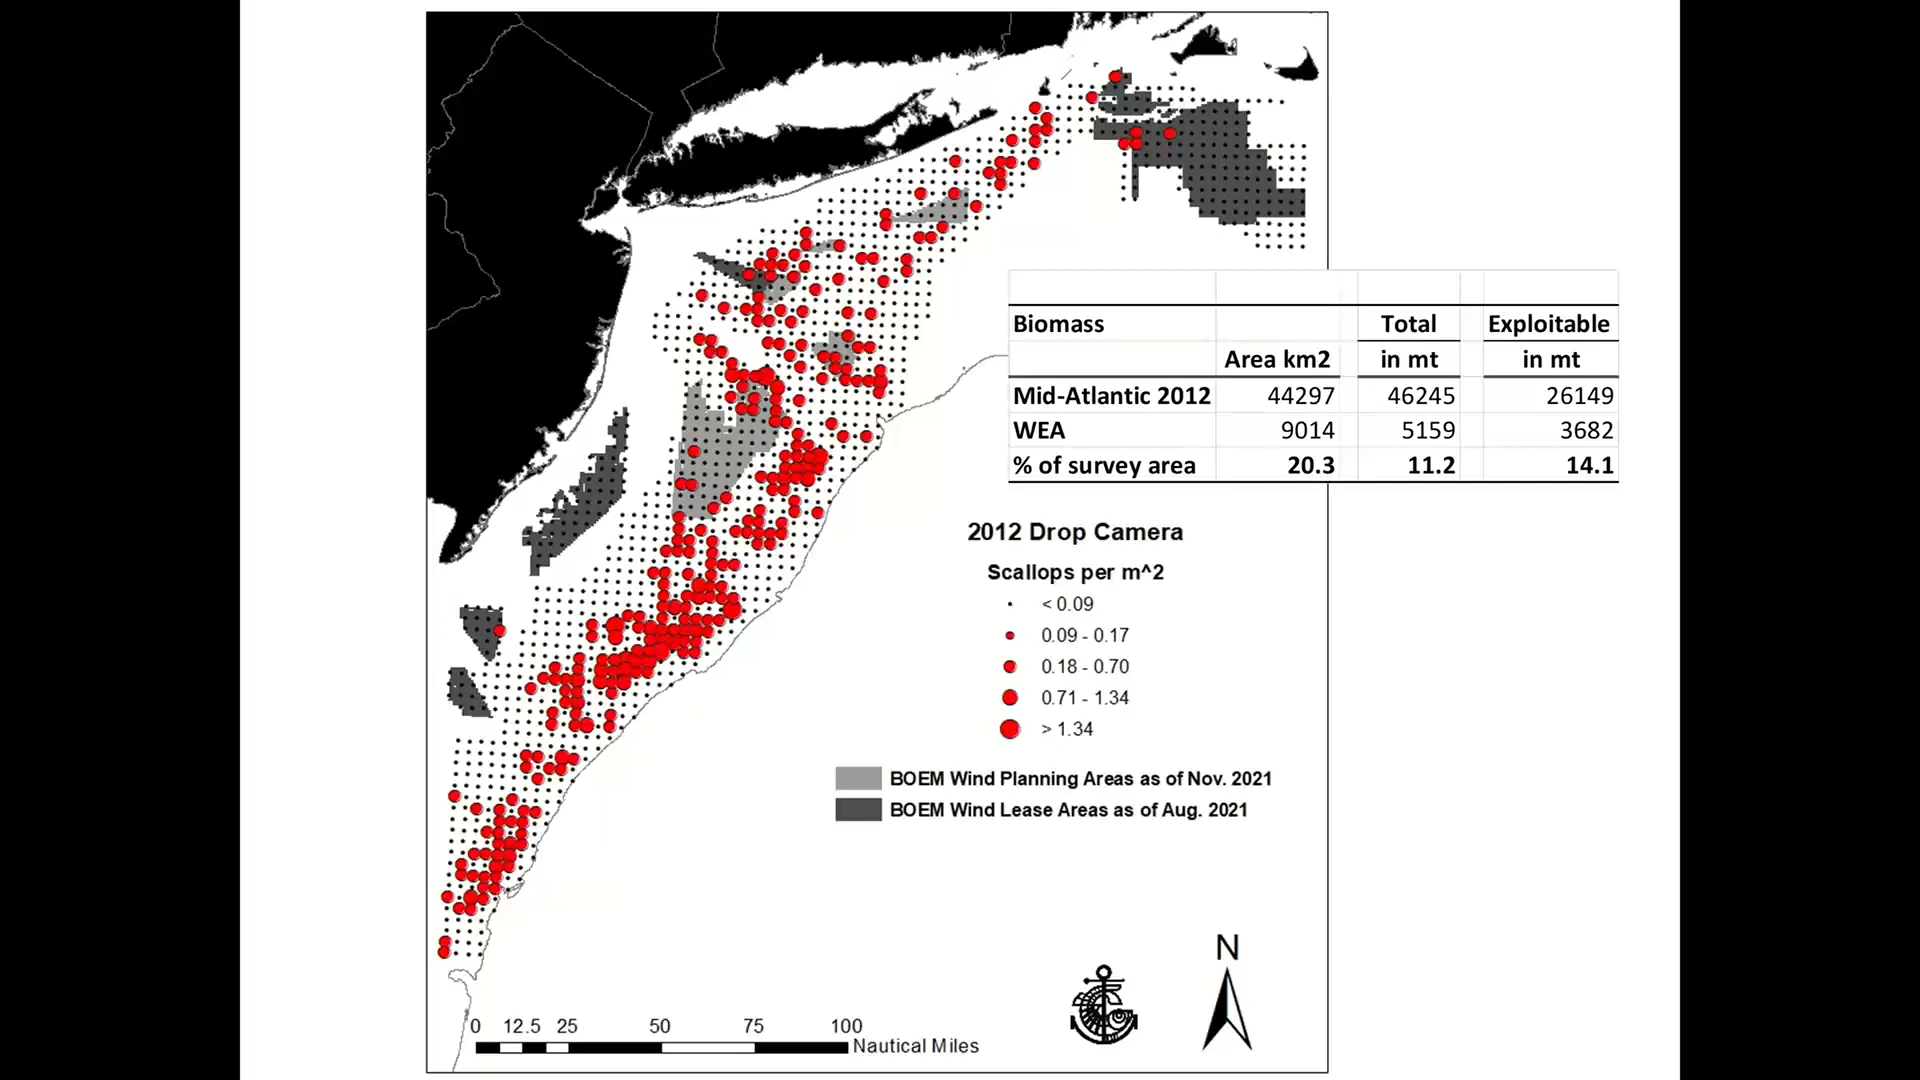 Biomass Total Exploitable
Area km2 in mt in mt
Mid-Atlantic 2012 44297 46245 26149
WEA 9014 5159 3682
% of survey area 20.3 11.2 14.1
2012 Drop Camera
Scallops per m^2
< 0.09
0.09 - 0.17
0.18 - 0.70
0.71 - 1.34
> 1.34
BOEM Wind Planning Areas as of Nov. 2021
BOEM Wind Lease Areas as of Aug. 2021
N
0 12.5 25 50 75 100
Nautical Miles